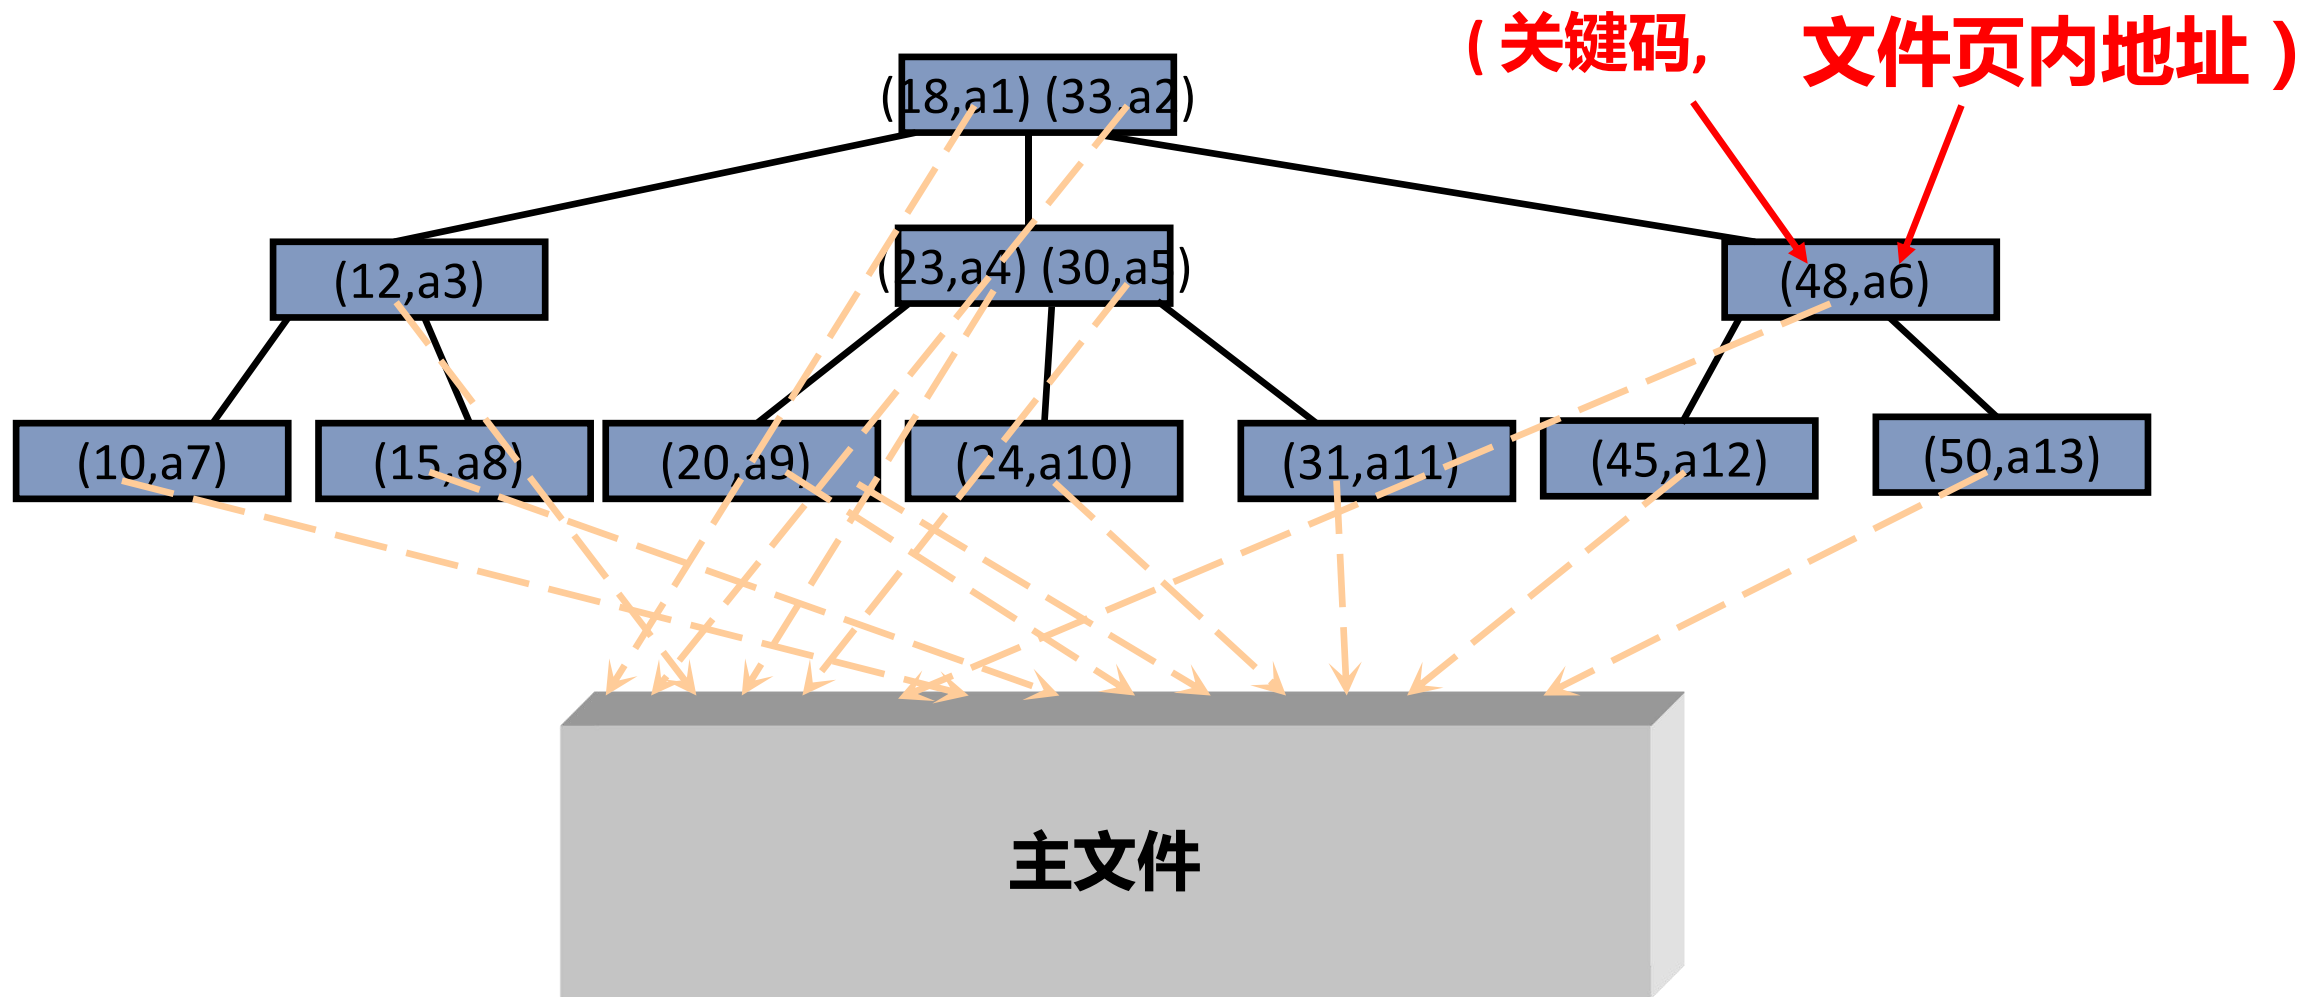 (关键码, 文件页内地址)
(18,a1) (33,a2)
(12,a3)
(23,a4) (30,a5)
(48,a6)
(10,a7)
(15,a8)
(20,a9)
(24,a10)
(31,a11)
(45,a12)
(50,a13)
主文件